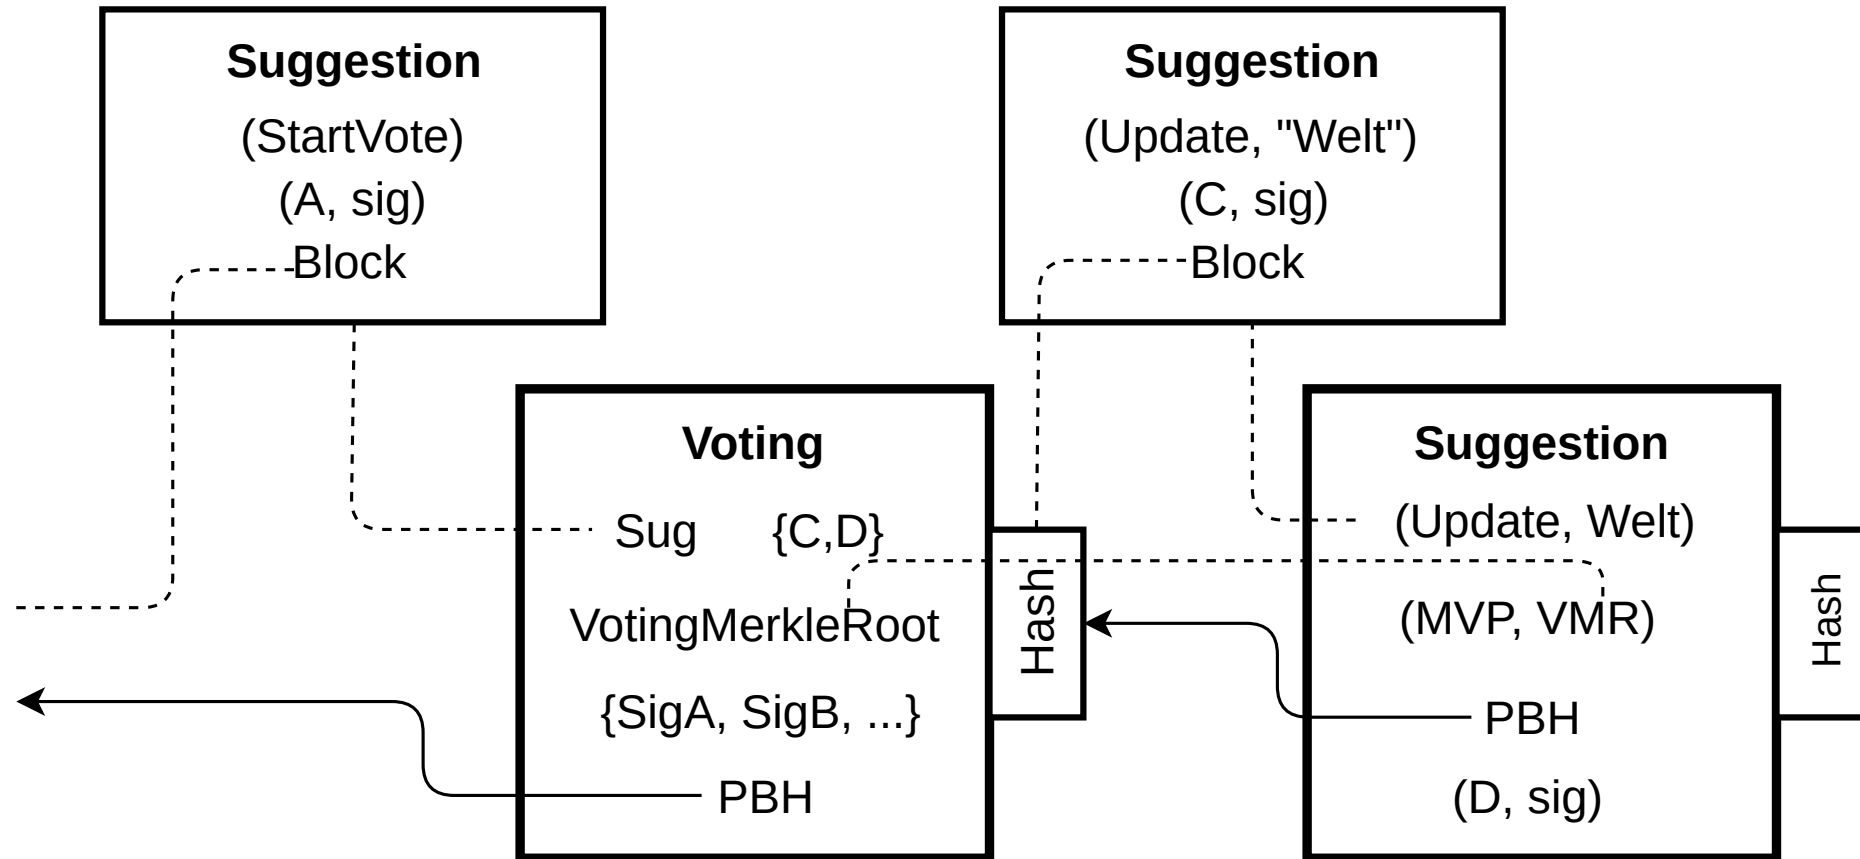 Suggestion
(StartVote)
(A, sig)
Block
Suggestion
(Update, "Welt")
(C, sig)
Block
Voting
Sug {C,D}
VotingMerkleRoot
{SigA, SigB, ...}
PBH
Hash
Suggestion
(Update, Welt)
(MVP, VMR)
PBH
(D, sig)
Hash